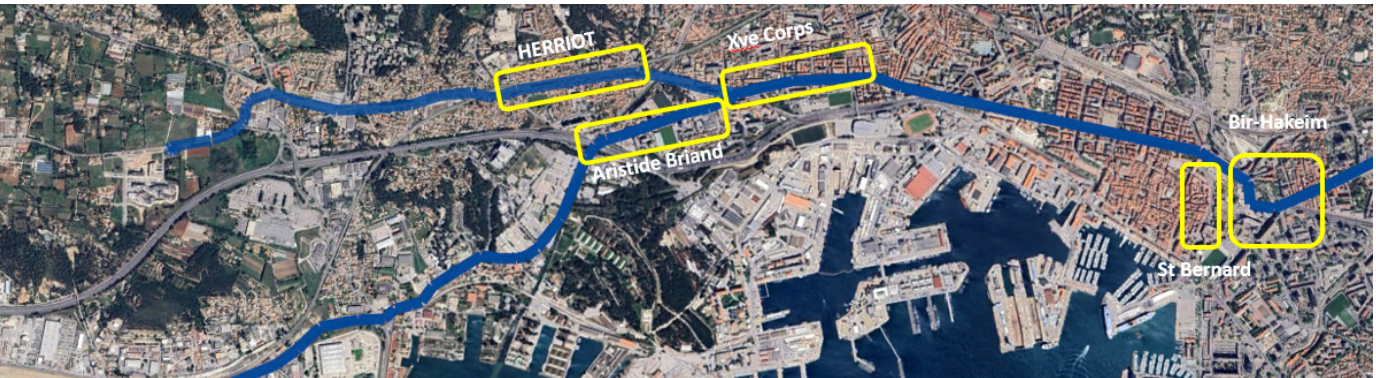 HERRIOT
Xve Corps
Aristide Briand
Bir-Hakeim
St Bernard